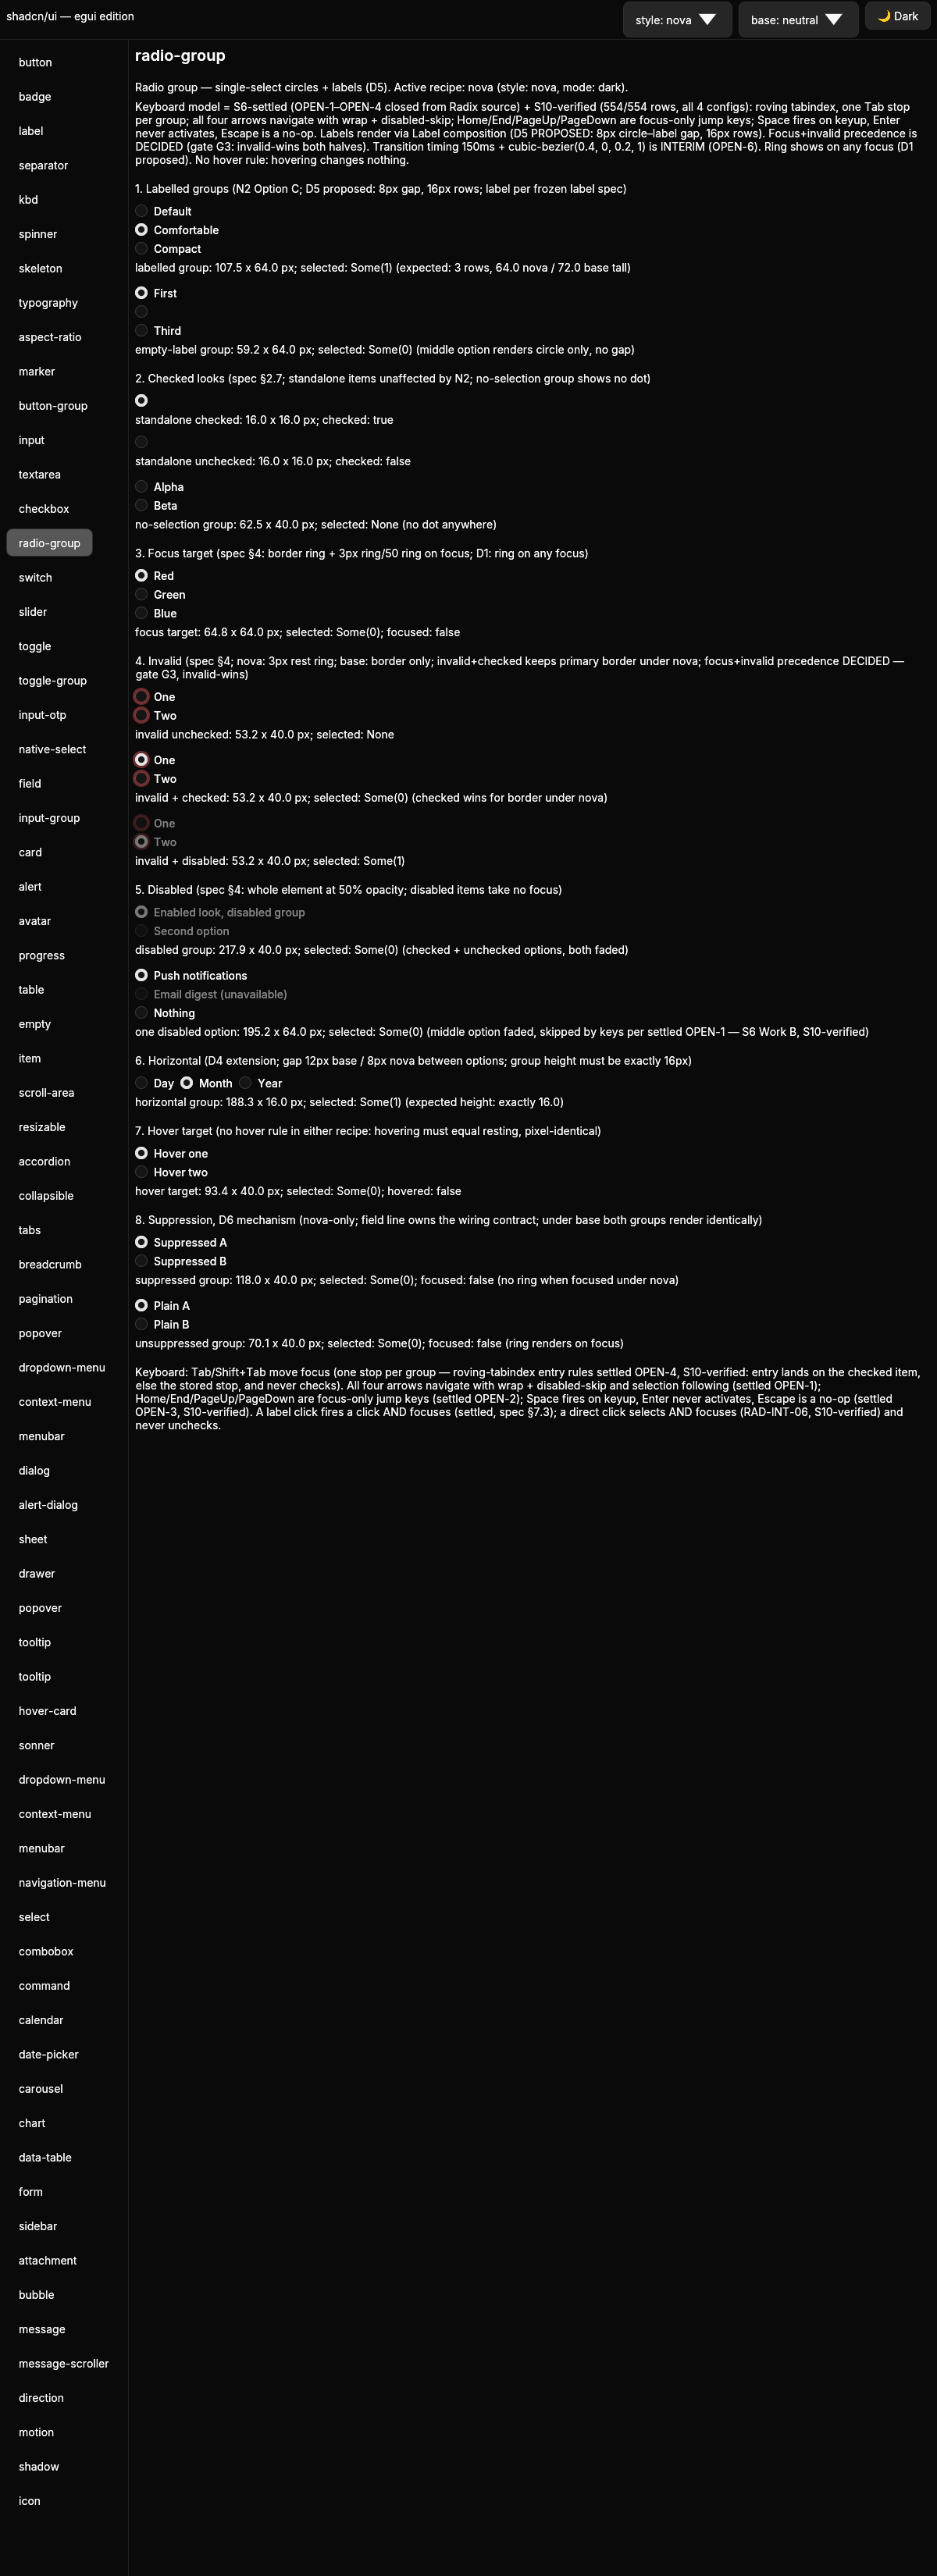 shadcn/ui — egui edition
style: nova
base: neutral
🌙 Dark
button
badge
label
separator
kbd
spinner
skeleton
typography
aspect-ratio
marker
button-group
input
textarea
checkbox
radio-group
switch
slider
toggle
toggle-group
input-otp
native-select
field
input-group
card
alert
avatar
progress
table
empty
item
scroll-area
resizable
accordion
collapsible
tabs
breadcrumb
pagination
popover
dropdown-menu
context-menu
menubar
dialog
alert-dialog
sheet
drawer
popover
tooltip
tooltip
hover-card
sonner
dropdown-menu
context-menu
menubar
navigation-menu
select
combobox
command
calendar
date-picker
carousel
chart
data-table
form
sidebar
attachment
bubble
message
message-scroller
direction
motion
shadow
icon
radio-group
Radio group — single-select circles + labels (D5). Active recipe: nova (style: nova, mode: dark).
Keyboard model = S6-settled (OPEN-1–OPEN-4 closed from Radix source) + S10-verified (554/554 rows, all 4 configs): roving tabindex, one Tab stop
per group; all four arrows navigate with wrap + disabled-skip; Home/End/PageUp/PageDown are focus-only jump keys; Space fires on keyup, Enter
never activates, Escape is a no-op. Labels render via Label composition (D5 PROPOSED: 8px circle–label gap, 16px rows). Focus+invalid precedence is
DECIDED (gate G3: invalid-wins both halves). Transition timing 150ms + cubic-bezier(0.4, 0, 0.2, 1) is INTERIM (OPEN-6). Ring shows on any focus (D1
proposed). No hover rule: hovering changes nothing.
1. Labelled groups (N2 Option C; D5 proposed: 8px gap, 16px rows; label per frozen label spec)
Default
Comfortable
Compact
labelled group: 107.5 x 64.0 px; selected: Some(1) (expected: 3 rows, 64.0 nova / 72.0 base tall)
First
Third
empty-label group: 59.2 x 64.0 px; selected: Some(0) (middle option renders circle only, no gap)
2. Checked looks (spec §2.7; standalone items unaffected by N2; no-selection group shows no dot)
standalone checked: 16.0 x 16.0 px; checked: true
standalone unchecked: 16.0 x 16.0 px; checked: false
Alpha
Beta
no-selection group: 62.5 x 40.0 px; selected: None (no dot anywhere)
3. Focus target (spec §4: border ring + 3px ring/50 ring on focus; D1: ring on any focus)
Red
Green
Blue
focus target: 64.8 x 64.0 px; selected: Some(0); focused: false
4. Invalid (spec §4; nova: 3px rest ring; base: border only; invalid+checked keeps primary border under nova; focus+invalid precedence DECIDED —
gate G3, invalid-wins)
One
Two
invalid unchecked: 53.2 x 40.0 px; selected: None
One
Two
invalid + checked: 53.2 x 40.0 px; selected: Some(0) (checked wins for border under nova)
One
Two
invalid + disabled: 53.2 x 40.0 px; selected: Some(1)
5. Disabled (spec §4: whole element at 50% opacity; disabled items take no focus)
Enabled look, disabled group
Second option
disabled group: 217.9 x 40.0 px; selected: Some(0) (checked + unchecked options, both faded)
Push notifications
Email digest (unavailable)
Nothing
one disabled option: 195.2 x 64.0 px; selected: Some(0) (middle option faded, skipped by keys per settled OPEN-1 — S6 Work B, S10-verified)
6. Horizontal (D4 extension; gap 12px base / 8px nova between options; group height must be exactly 16px)
Day Month Year
horizontal group: 188.3 x 16.0 px; selected: Some(1) (expected height: exactly 16.0)
7. Hover target (no hover rule in either recipe: hovering must equal resting, pixel-identical)
Hover one
Hover two
hover target: 93.4 x 40.0 px; selected: Some(0); hovered: false
8. Suppression, D6 mechanism (nova-only; field line owns the wiring contract; under base both groups render identically)
Suppressed A
Suppressed B
suppressed group: 118.0 x 40.0 px; selected: Some(0); focused: false (no ring when focused under nova)
Plain A
Plain B
unsuppressed group: 70.1 x 40.0 px; selected: Some(0); focused: false (ring renders on focus)
Keyboard: Tab/Shift+Tab move focus (one stop per group — roving-tabindex entry rules settled OPEN-4, S10-verified: entry lands on the checked item,
else the stored stop, and never checks). All four arrows navigate with wrap + disabled-skip and selection following (settled OPEN-1);
Home/End/PageUp/PageDown are focus-only jump keys (settled OPEN-2); Space fires on keyup, Enter never activates, Escape is a no-op (settled
OPEN-3, S10-verified). A label click fires a click AND focuses (settled, spec §7.3); a direct click selects AND focuses (RAD-INT-06, S10-verified) and
never unchecks.